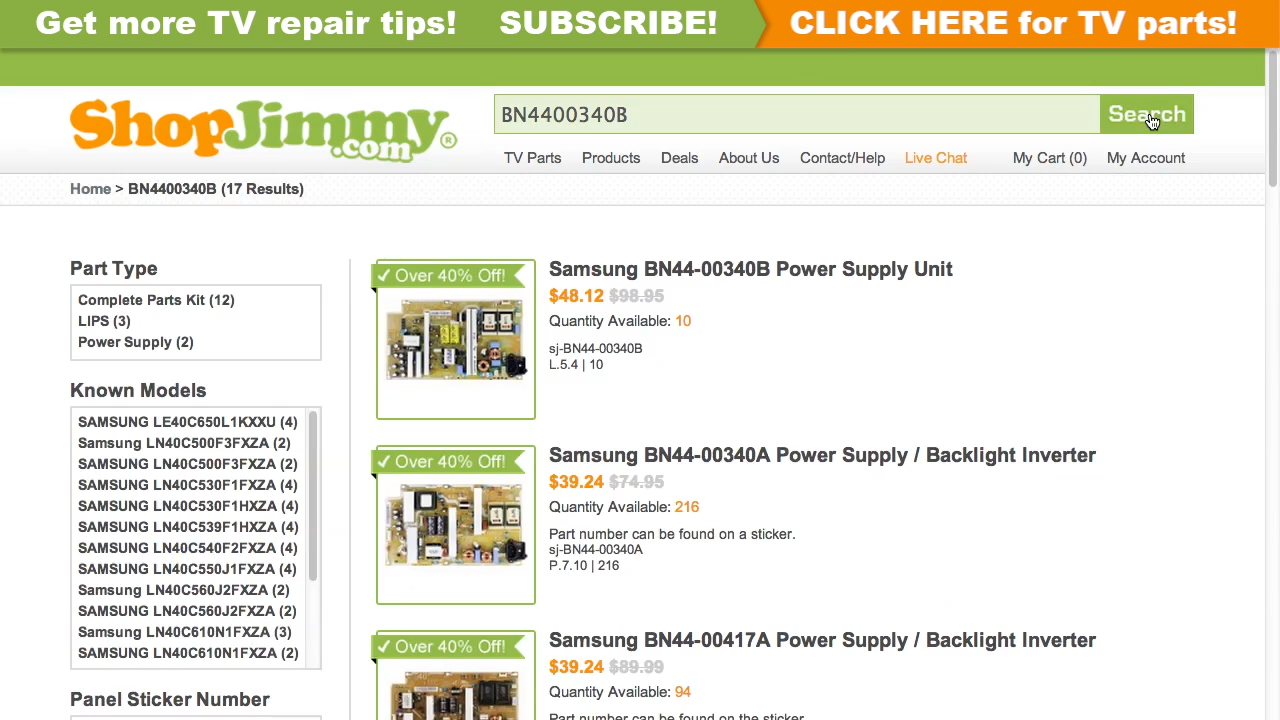 Get more TV repair tips! SUBSCRIBE! CLICK HERE for TV parts!
ShopJimmy®
.com
BN4400340B
Search
TV Parts Products Deals About Us Contact/Help Live Chat My Cart (0) My Account
Home > BN4400340B (17 Results)
Part Type
Complete Parts Kit (12)
LIPS (3)
Power Supply (2)
Known Models
SAMSUNG LE40C650L1KXXU (4)
Samsung LN40C500F3FXZA (2)
SAMSUNG LN40C500F3FXZA (2)
SAMSUNG LN40C530F1FXZA (4)
SAMSUNG LN40C530F1HXZA (4)
SAMSUNG LN40C539F1HXZA (4)
SAMSUNG LN40C540F2FXZA (4)
SAMSUNG LN40C550J1FXZA (4)
Samsung LN40C560J2FXZA (2)
SAMSUNG LN40C560J2FXZA (2)
Samsung LN40C610N1FXZA (3)
SAMSUNG LN40C610N1FXZA (2)
Panel Sticker Number
✓ Over 40% Off!
Samsung BN44-00340B Power Supply Unit
$48.12 $98.95
Quantity Available: 10
sj-BN44-00340B
L.5.4 | 10
✓ Over 40% Off!
Samsung BN44-00340A Power Supply / Backlight Inverter
$39.24 $74.95
Quantity Available: 216
Part number can be found on a sticker.
sj-BN44-00340A
P.7.10 | 216
✓ Over 40% Off!
Samsung BN44-00417A Power Supply / Backlight Inverter
$39.24 $89.99
Quantity Available: 94
Part number can be found on the sticker